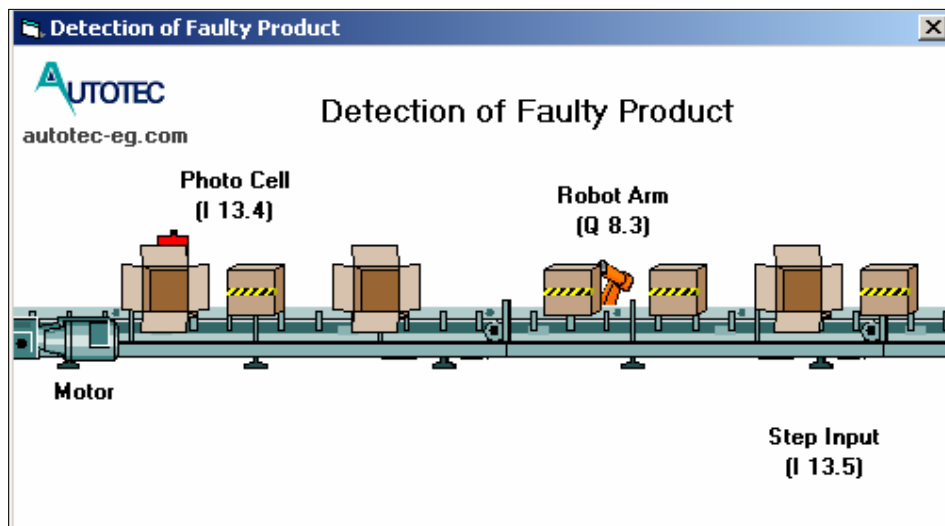 Detection of Faulty Product
AUTOTEC
autotec-eg.com
Detection of Faulty Product
Photo Cell
(I 13.4)
Robot Arm
(Q 8.3)
Motor
Step Input
(I 13.5)